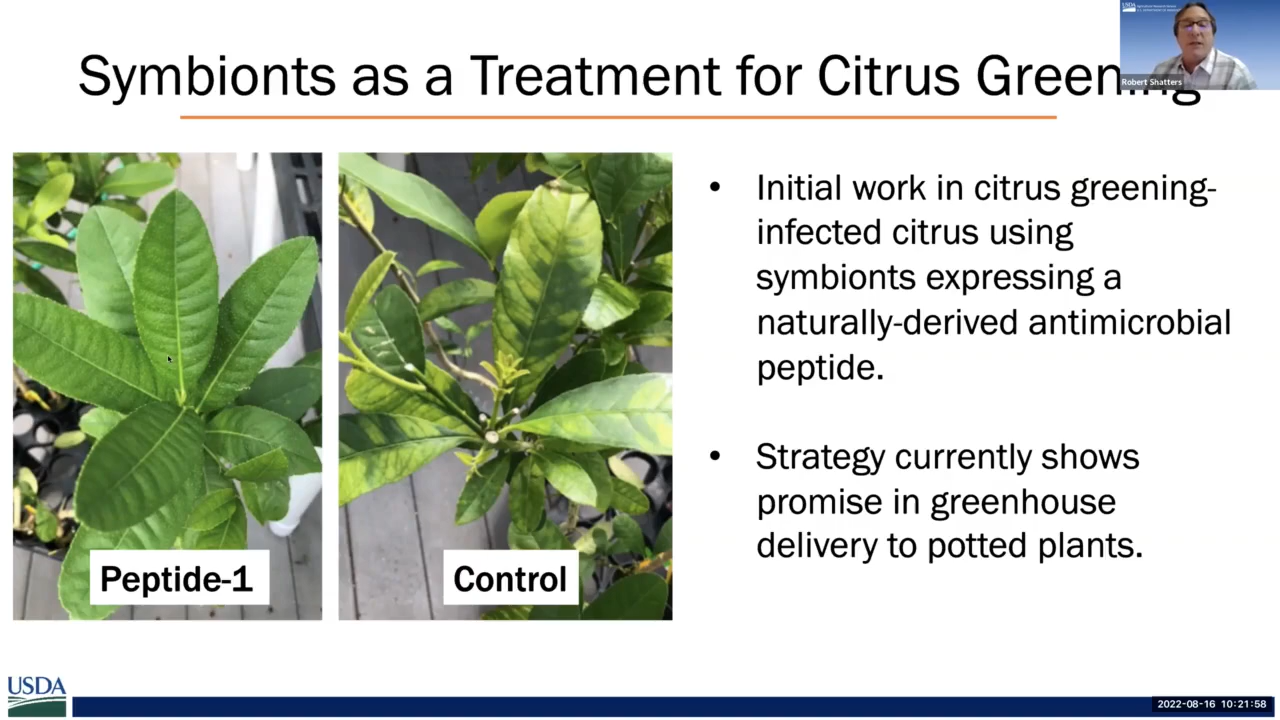 Symbionts as a Treatment for Citrus Greening
USDA
Robert Shatters
• Initial work in citrus greening-
infected citrus using
symbionts expressing a
naturally-derived antimicrobial
peptide.
• Strategy currently shows
promise in greenhouse
delivery to potted plants.
Peptide-1
Control
USDA
2022-08-16 10:21:58